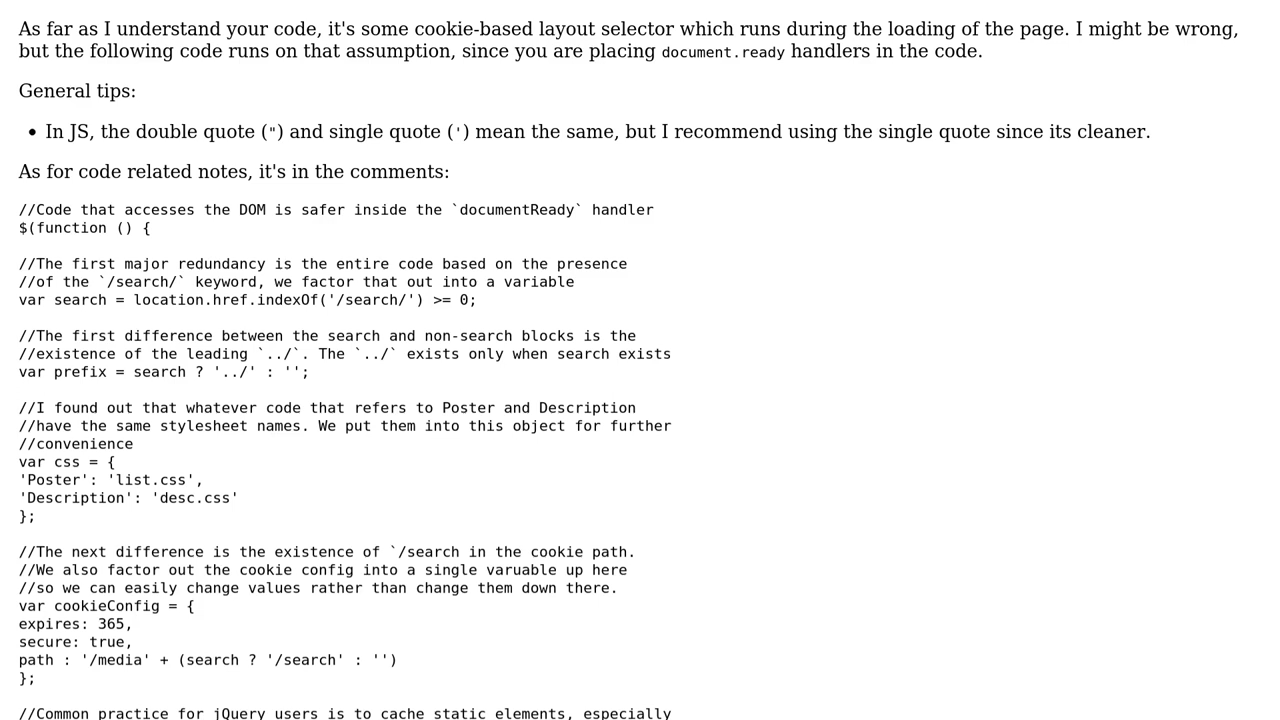 As far as I understand your code, it's some cookie-based layout selector which runs during the loading of the page. I might be wrong,
but the following code runs on that assumption, since you are placing document.ready handlers in the code.
General tips:
• In JS, the double quote (") and single quote (') mean the same, but I recommend using the single quote since its cleaner.
As for code related notes, it's in the comments:
//Code that accesses the DOM is safer inside the `documentReady` handler
$(function () {
//The first major redundancy is the entire code based on the presence
//of the `/search/` keyword, we factor that out into a variable
var search = location.href.indexOf('/search/') >= 0;
//The first difference between the search and non-search blocks is the
//existence of the leading `../`. The `../` exists only when search exists
var prefix = search ? '../' : '';
//I found out that whatever code that refers to Poster and Description
//have the same stylesheet names. We put them into this object for further
//convenience
var css = {
'Poster': 'list.css',
'Description': 'desc.css'
};
//The next difference is the existence of `/search in the cookie path.
//We also factor out the cookie config into a single varuable up here
//so we can easily change values rather than change them down there.
var cookieConfig = {
expires: 365,
secure: true,
path : '/media' + (search ? '/search' : '')
};
//Common practice for jQuery users is to cache static elements, especially